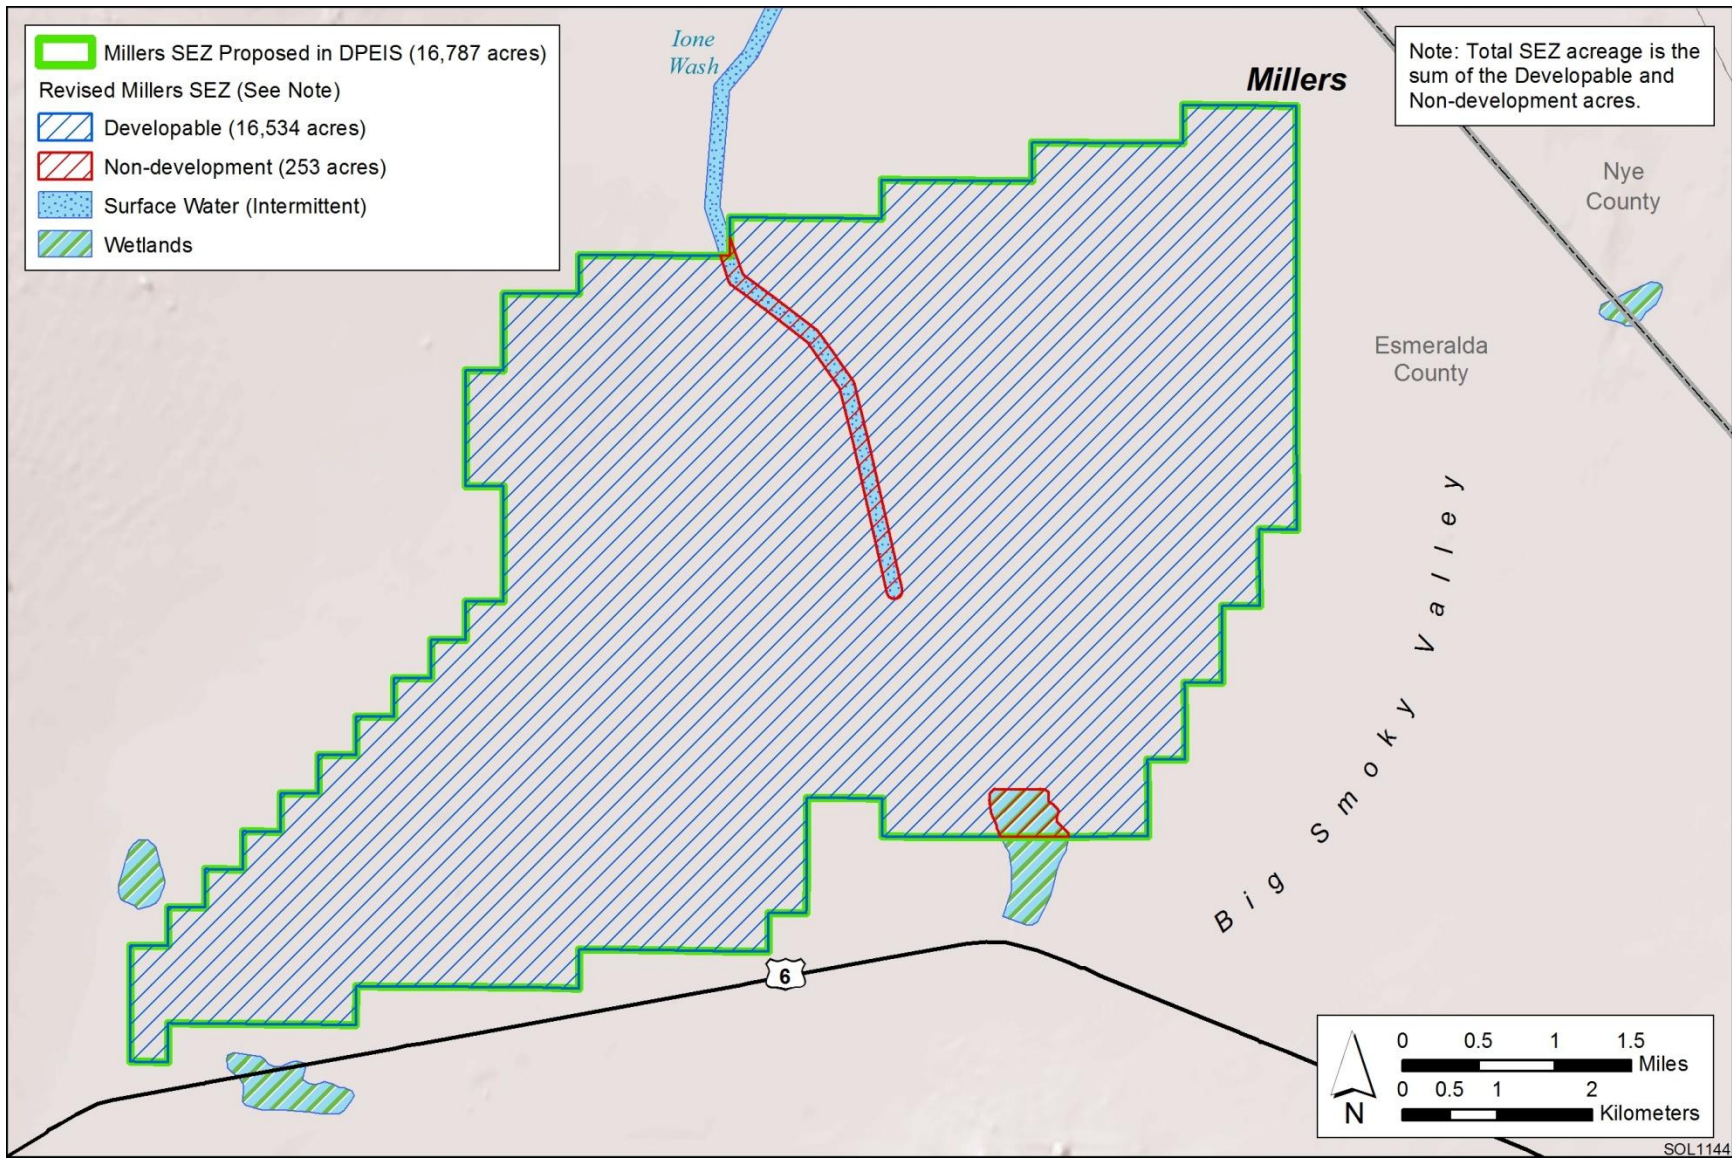 Millers SEZ Proposed in DPEIS (16,787 acres)
Revised Millers SEZ (See Note)
Developable (16,534 acres)
Non-development (253 acres)
Surface Water (Intermittent)
Wetlands
Ione
Wash
Millers
Note: Total SEZ acreage is the
sum of the Developable and
Non-development acres.
Nye
County
Esmeralda
County
Big Smoky Valley
6
N
0 0.5 1 1.5
Miles
0 0.5 1 2
Kilometers
SOL1144